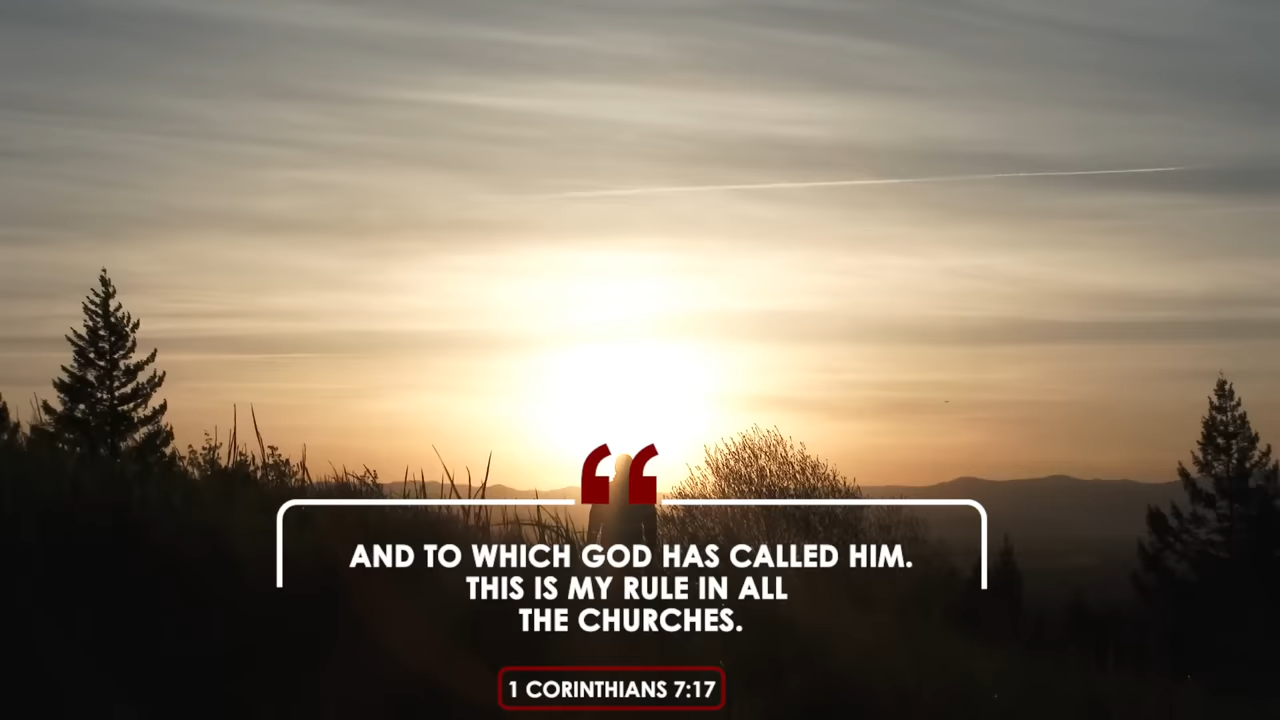 AND TO WHICH GOD HAS CALLED HIM.
THIS IS MY RULE IN ALL
THE CHURCHES.
1 CORINTHIANS 7:17